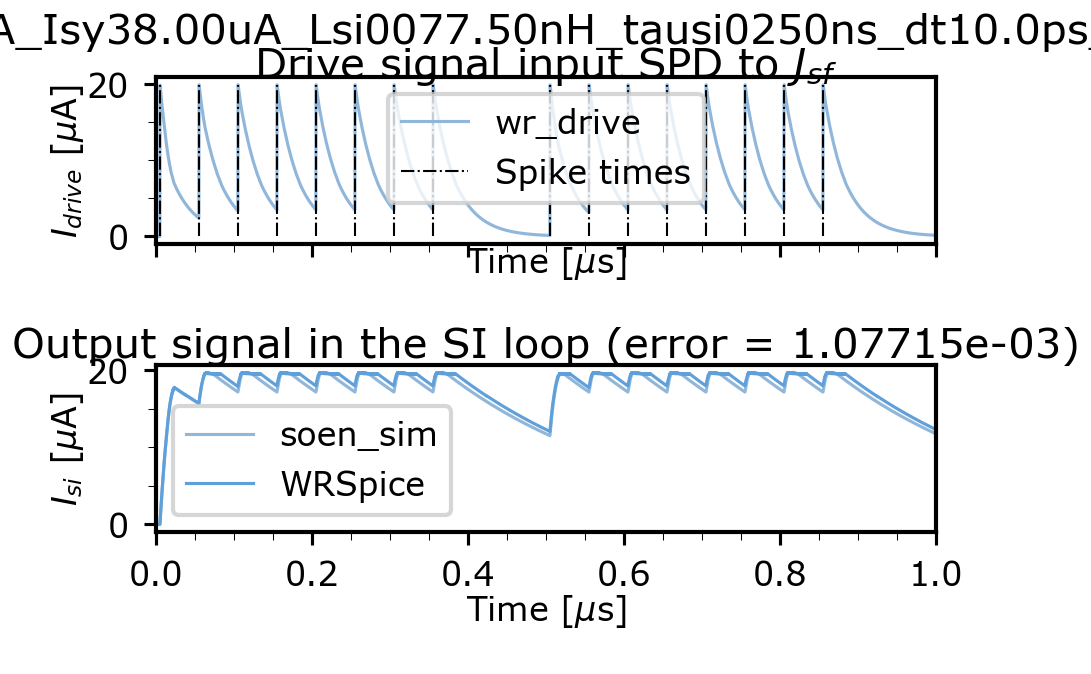 A_Isy38.00uA_Lsi0077.50nH_tausi0250ns_dt10.0ps_
Drive signal input SPD to J_sf
20
0
I_drive [μA]
wr_drive
Spike times
Time [μs]
Output signal in the SI loop (error = 1.07715e-03)
20
0
I_si [μA]
soen_sim
WRSpice
0.0 0.2 0.4 0.6 0.8 1.0
Time [μs]